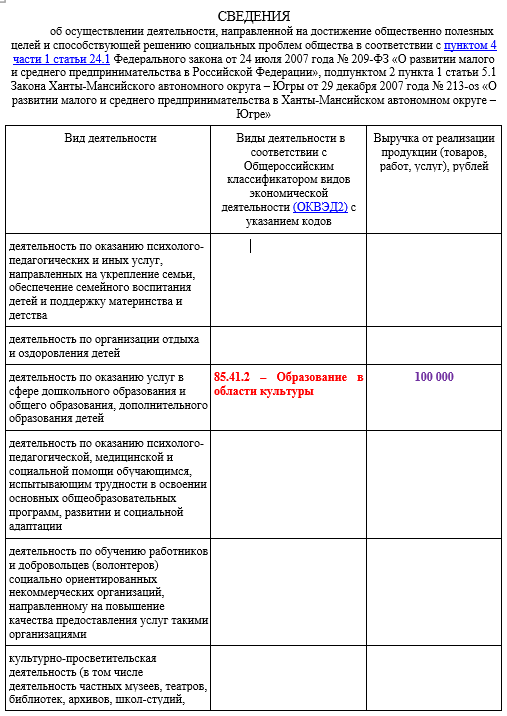 СВЕДЕНИЯ
об осуществлении деятельности, направленной на достижение общественно полезных
целей и способствующей решению социальных проблем общества в соответствии с пунктом 4
части 1 статьи 24.1 Федерального закона от 24 июля 2007 года № 209-ФЗ «О развитии малого
и среднего предпринимательства в Российской Федерации», подпунктом 2 пункта 1 статьи 5.1
Закона Ханты-Мансийского автономного округа – Югры от 29 декабря 2007 года № 213-оз «О
развитии малого и среднего предпринимательства в Ханты-Мансийском автономном округе –
Югре»
Вид деятельности
Виды деятельности в
соответствии с
Общероссийским
классификатором видов
экономической
деятельности (ОКВЭД2) с
указанием кодов
Выручка от реализации
продукции (товаров,
работ, услуг), рублей
деятельность по оказанию психолого-
педагогических и иных услуг,
направленных на укрепление семьи,
обеспечение семейного воспитания
детей и поддержку материнства и
детства
деятельность по организации отдыха
и оздоровления детей
деятельность по оказанию услуг в
сфере дошкольного образования и
общего образования, дополнительного
образования детей
85.41.2 – Образование в
области культуры
100 000
деятельность по оказанию психолого-
педагогической, медицинской и
социальной помощи обучающимся,
испытывающим трудности в освоении
основных общеобразовательных
программ, развитии и социальной
адаптации
деятельность по обучению работников
и добровольцев (волонтеров)
социально ориентированных
некоммерческих организаций,
направленному на повышение
качества предоставления услуг такими
организациями
культурно-просветительская
деятельность (в том числе
деятельность частных музеев, театров,
библиотек, архивов, школ-студий,